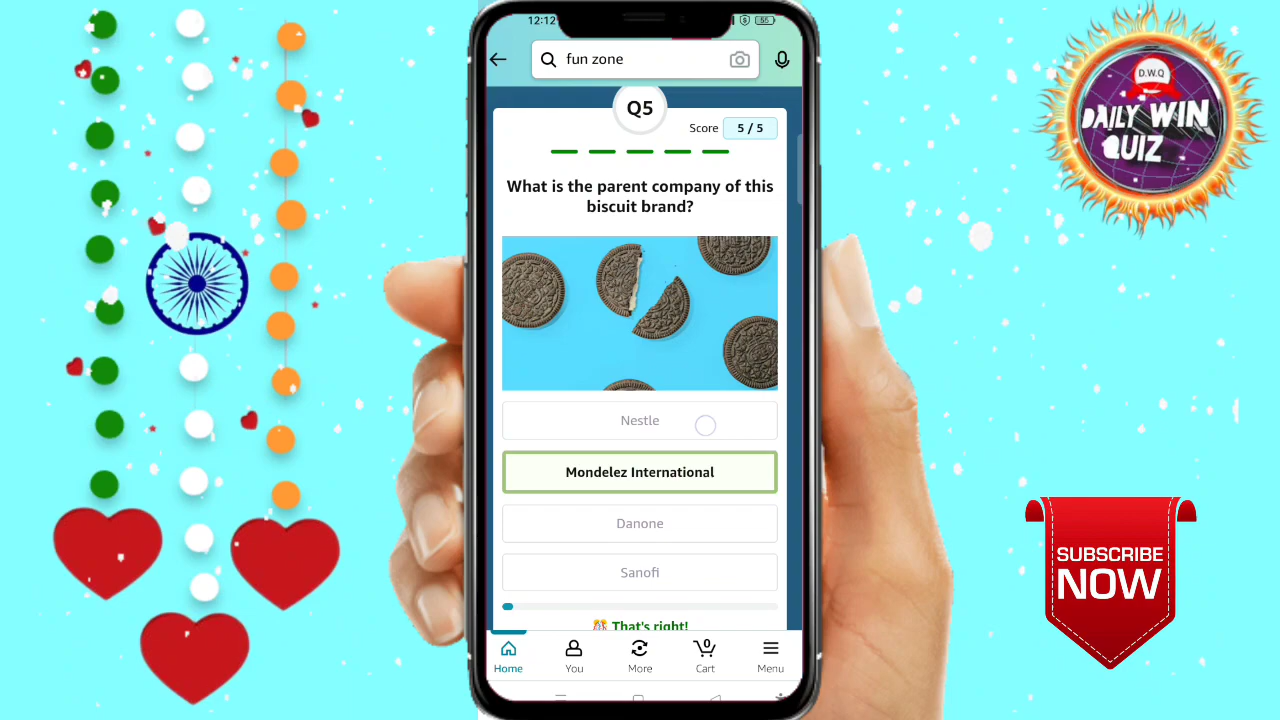 12:12
55
fun zone
Q5
Score 5 / 5
What is the parent company of this
biscuit brand?
Nestle
Mondelez International
Danone
Sanofi
That's right!
Home
You
More
0
Cart
Menu
D.W.Q
DAILY WIN
QUIZ
SUBSCRIBE
NOW